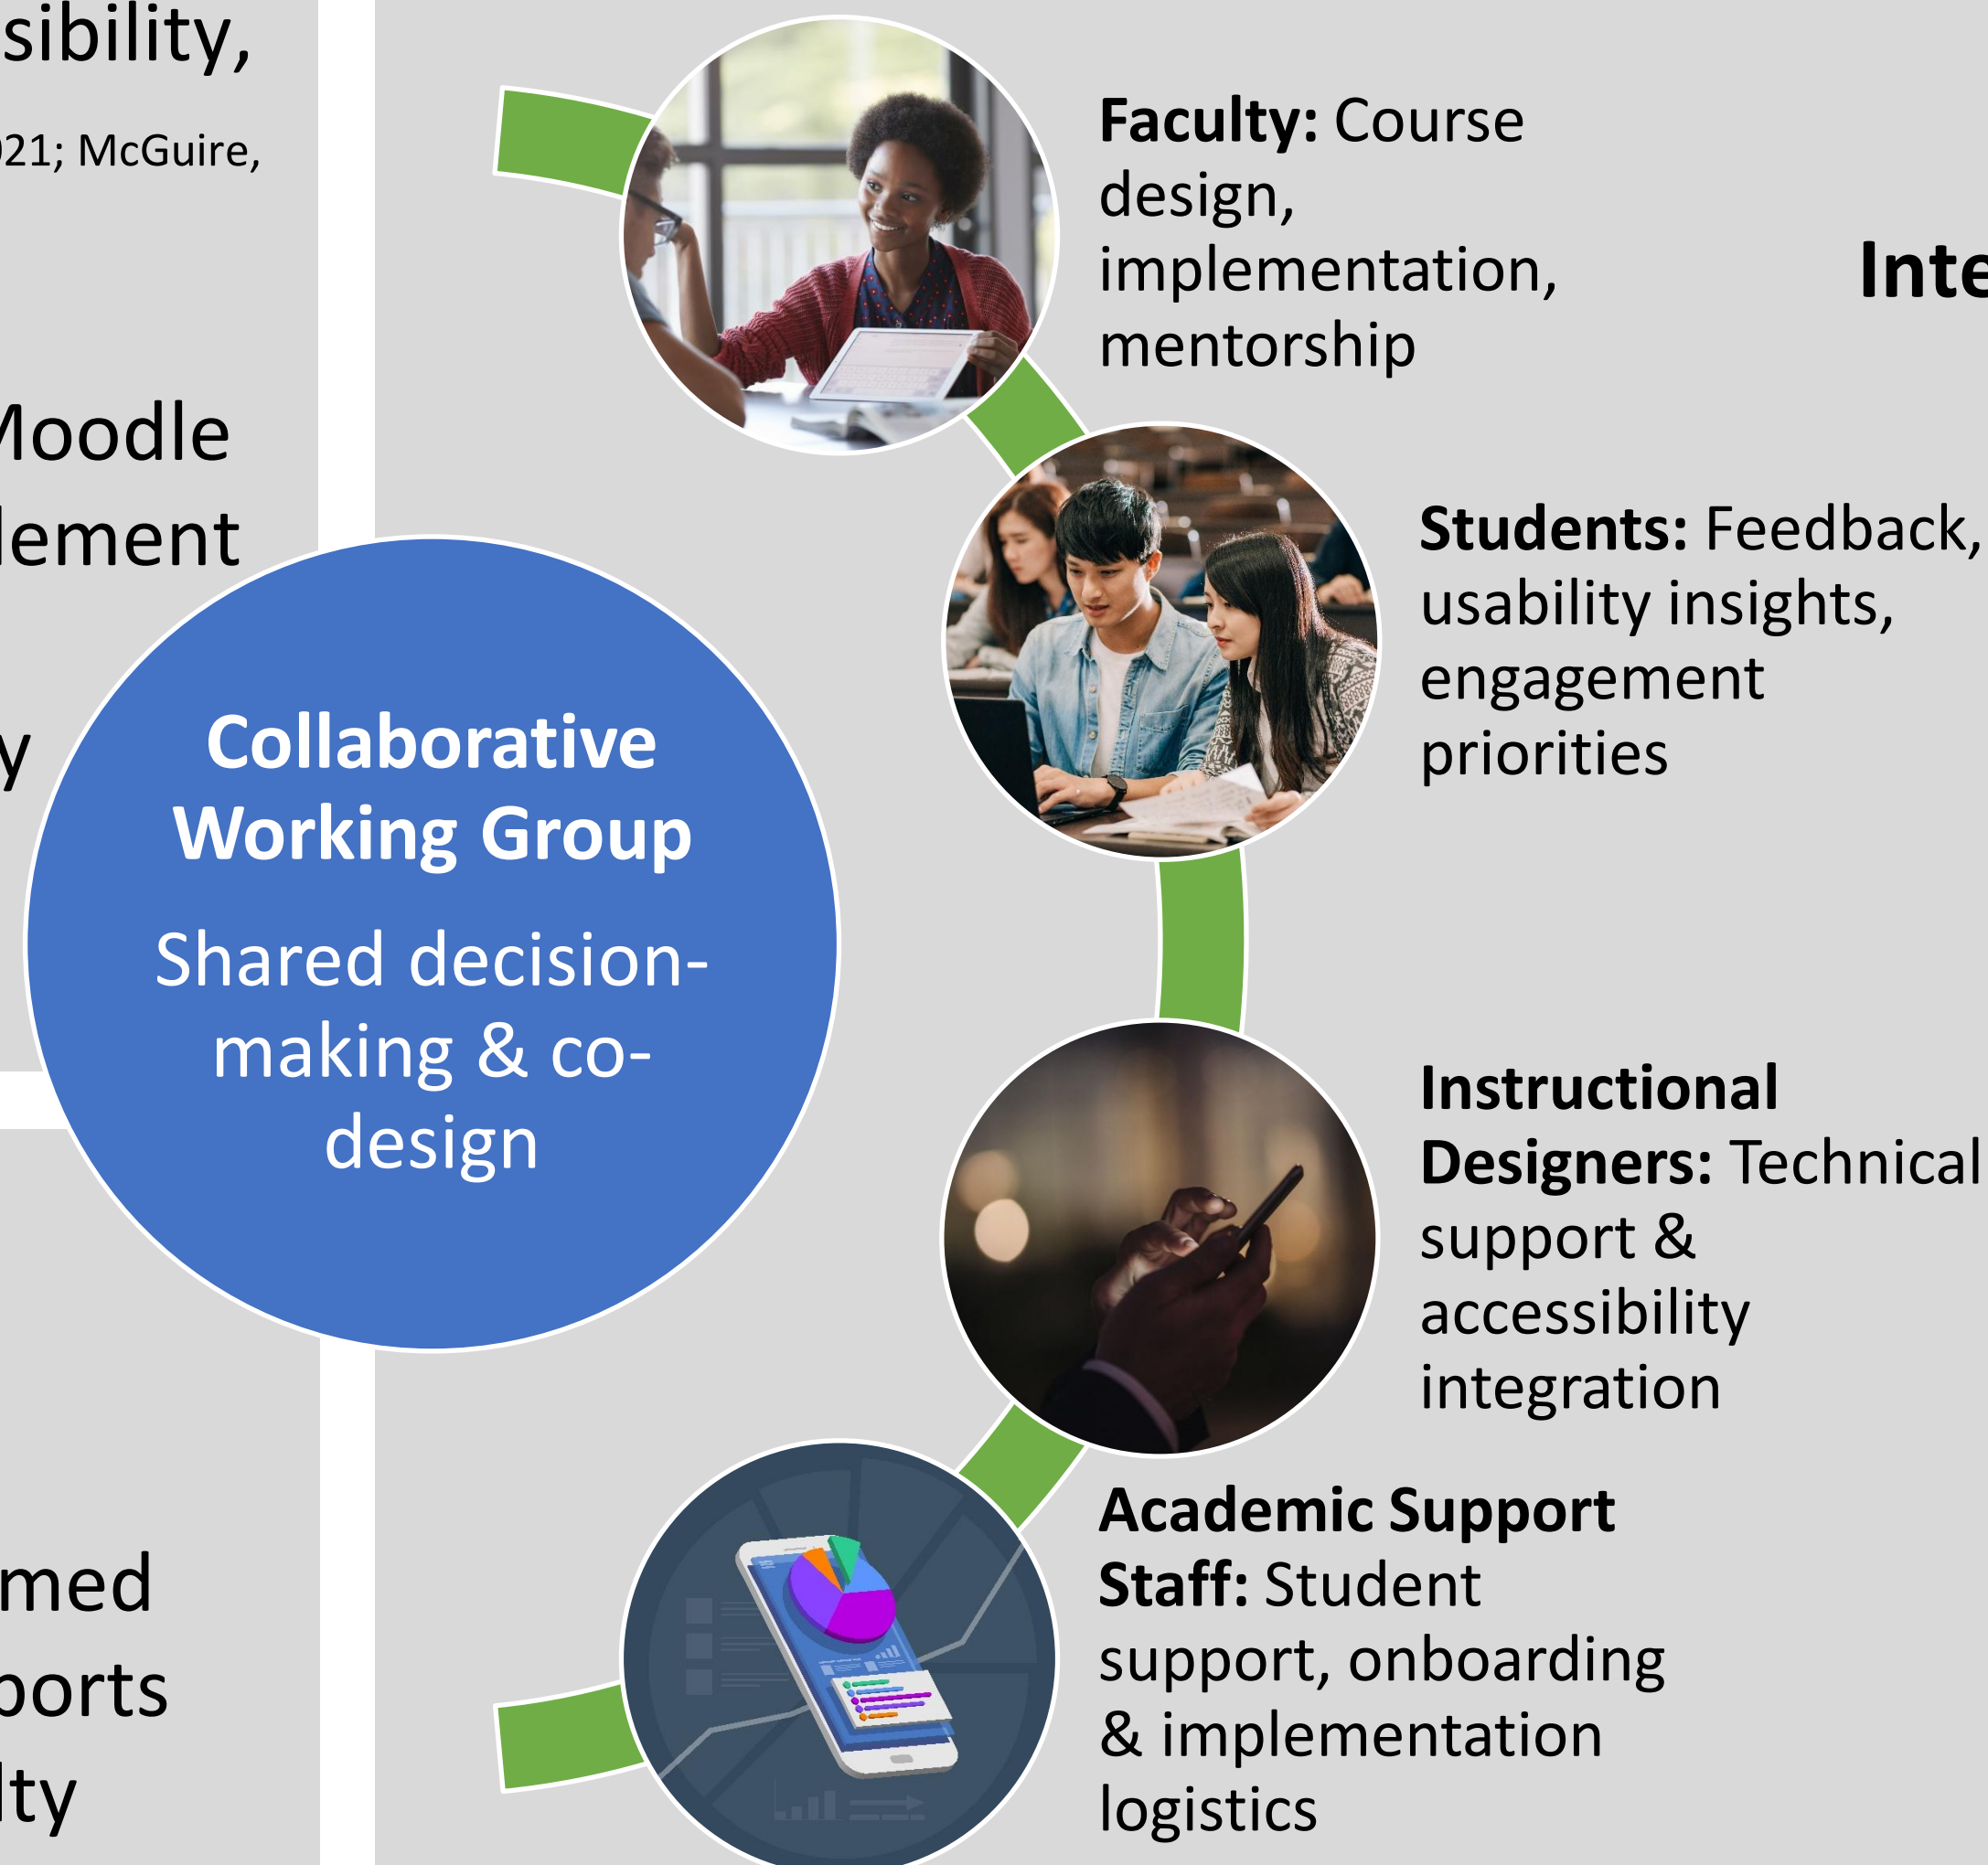 sibility,
21; McGuire,
Moodle
lement
y
Collaborative
Working Group
Shared decision-
making & co-
design
med
ports
lty
Faculty: Course
design,
implementation,
mentorship
Inte
Students: Feedback,
usability insights,
engagement
priorities
Instructional
Designers: Technical
support &
accessibility
integration
Academic Support
Staff: Student
support, onboarding
& implementation
logistics